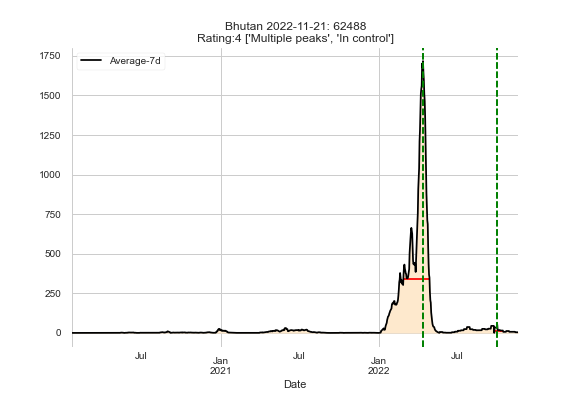 Bhutan 2022-11-21: 62488
Rating:4 ['Multiple peaks', 'In control']
Average-7d
1750
1500
1250
1000
750
500
250
0
Jul
Jan
2021
Jul
Jan
2022
Jul
Date